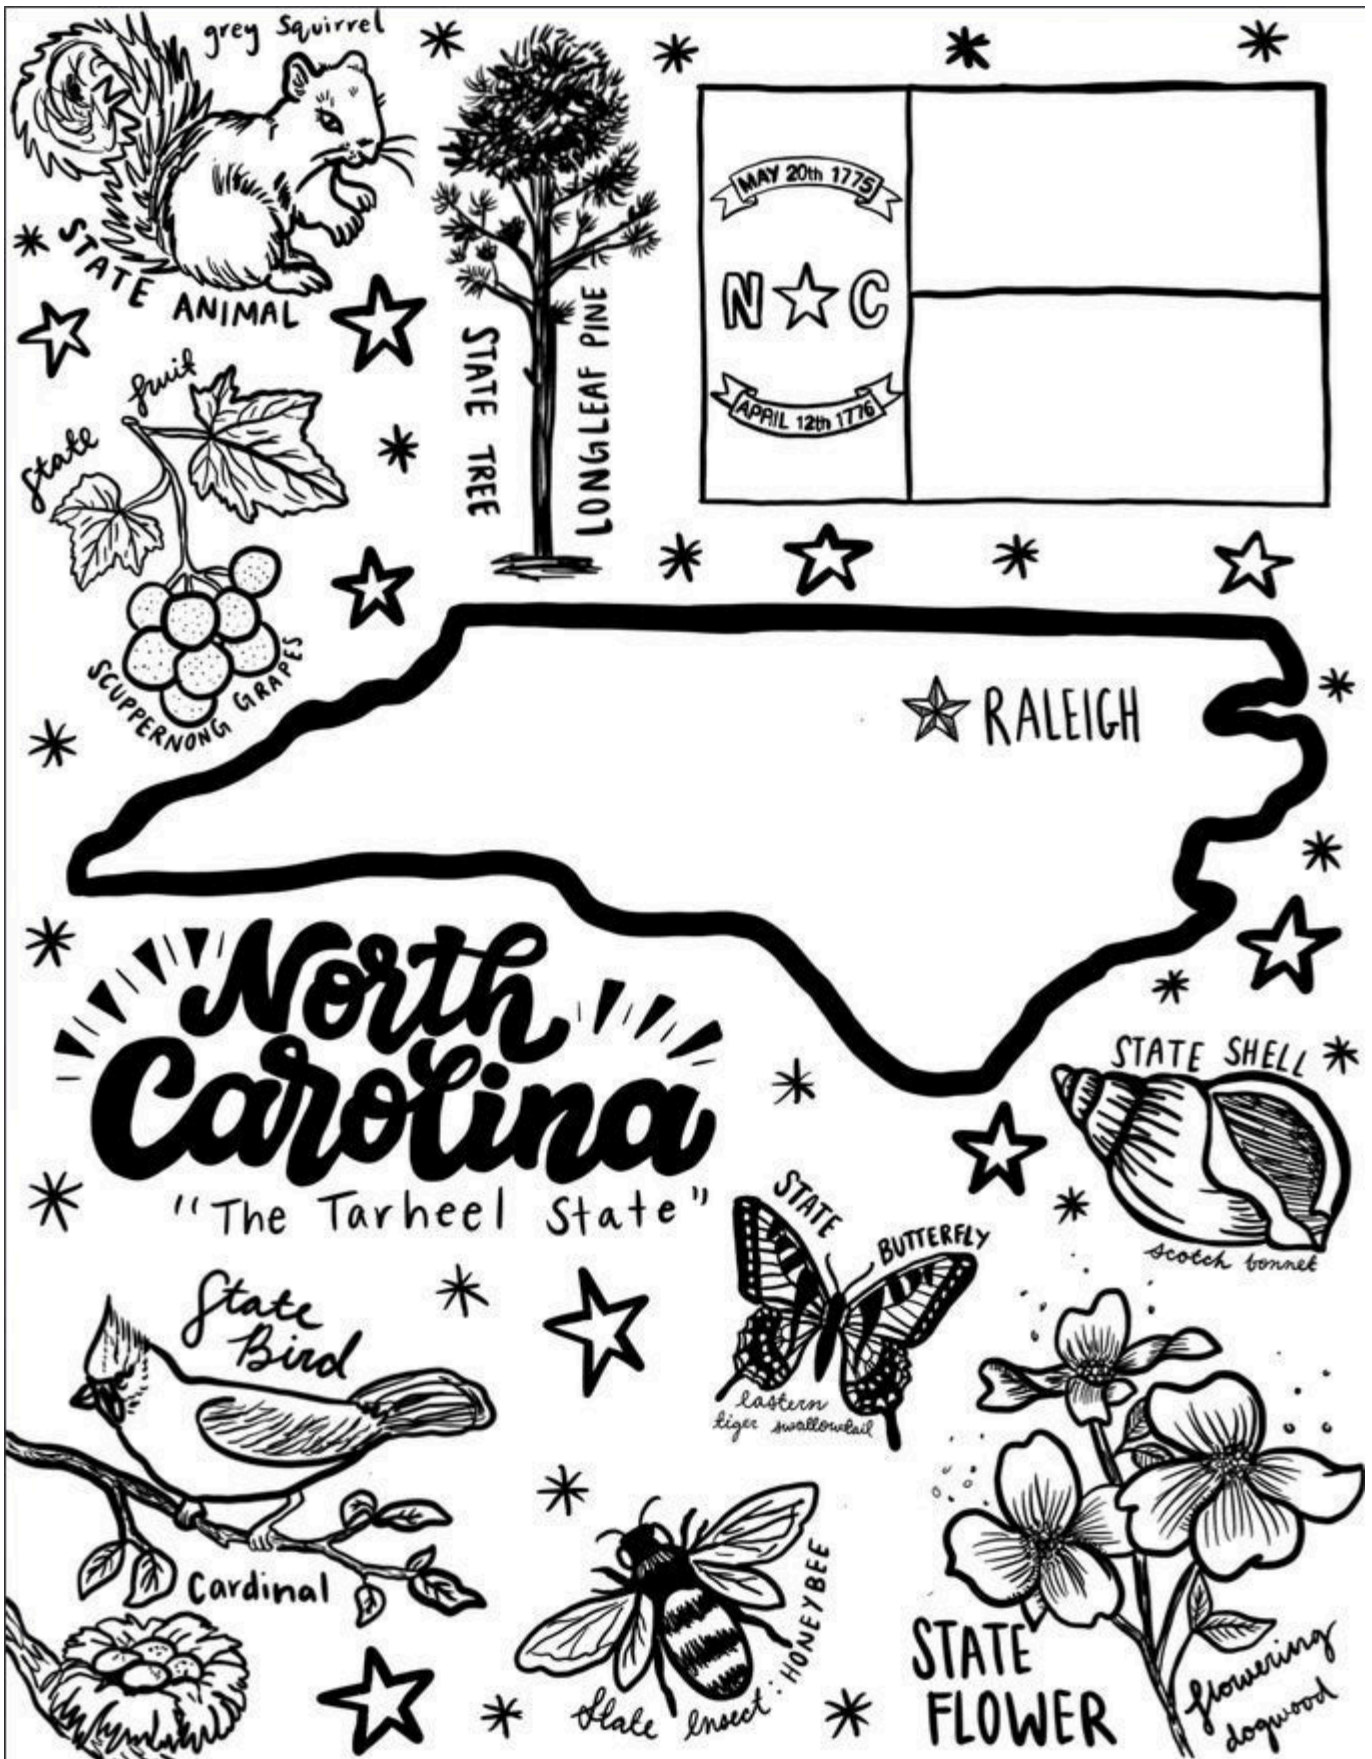 grey Squirrel
STATE
ANIMAL
STATE TREE
LONGLEAF PINE
MAY 20th 1775
N C
APRIL 12th 1776
state
fruit
SCUPPERNONG GRAPES
RALEIGH
North
Carolina
"The Tarheel State"
STATE SHELL
scotch bonnet
STATE BUTTERFLY
eastern
tiger swallowtail
State
Bird
Cardinal
State Insect: HONEYBEE
STATE
FLOWER
flowering
dogwood